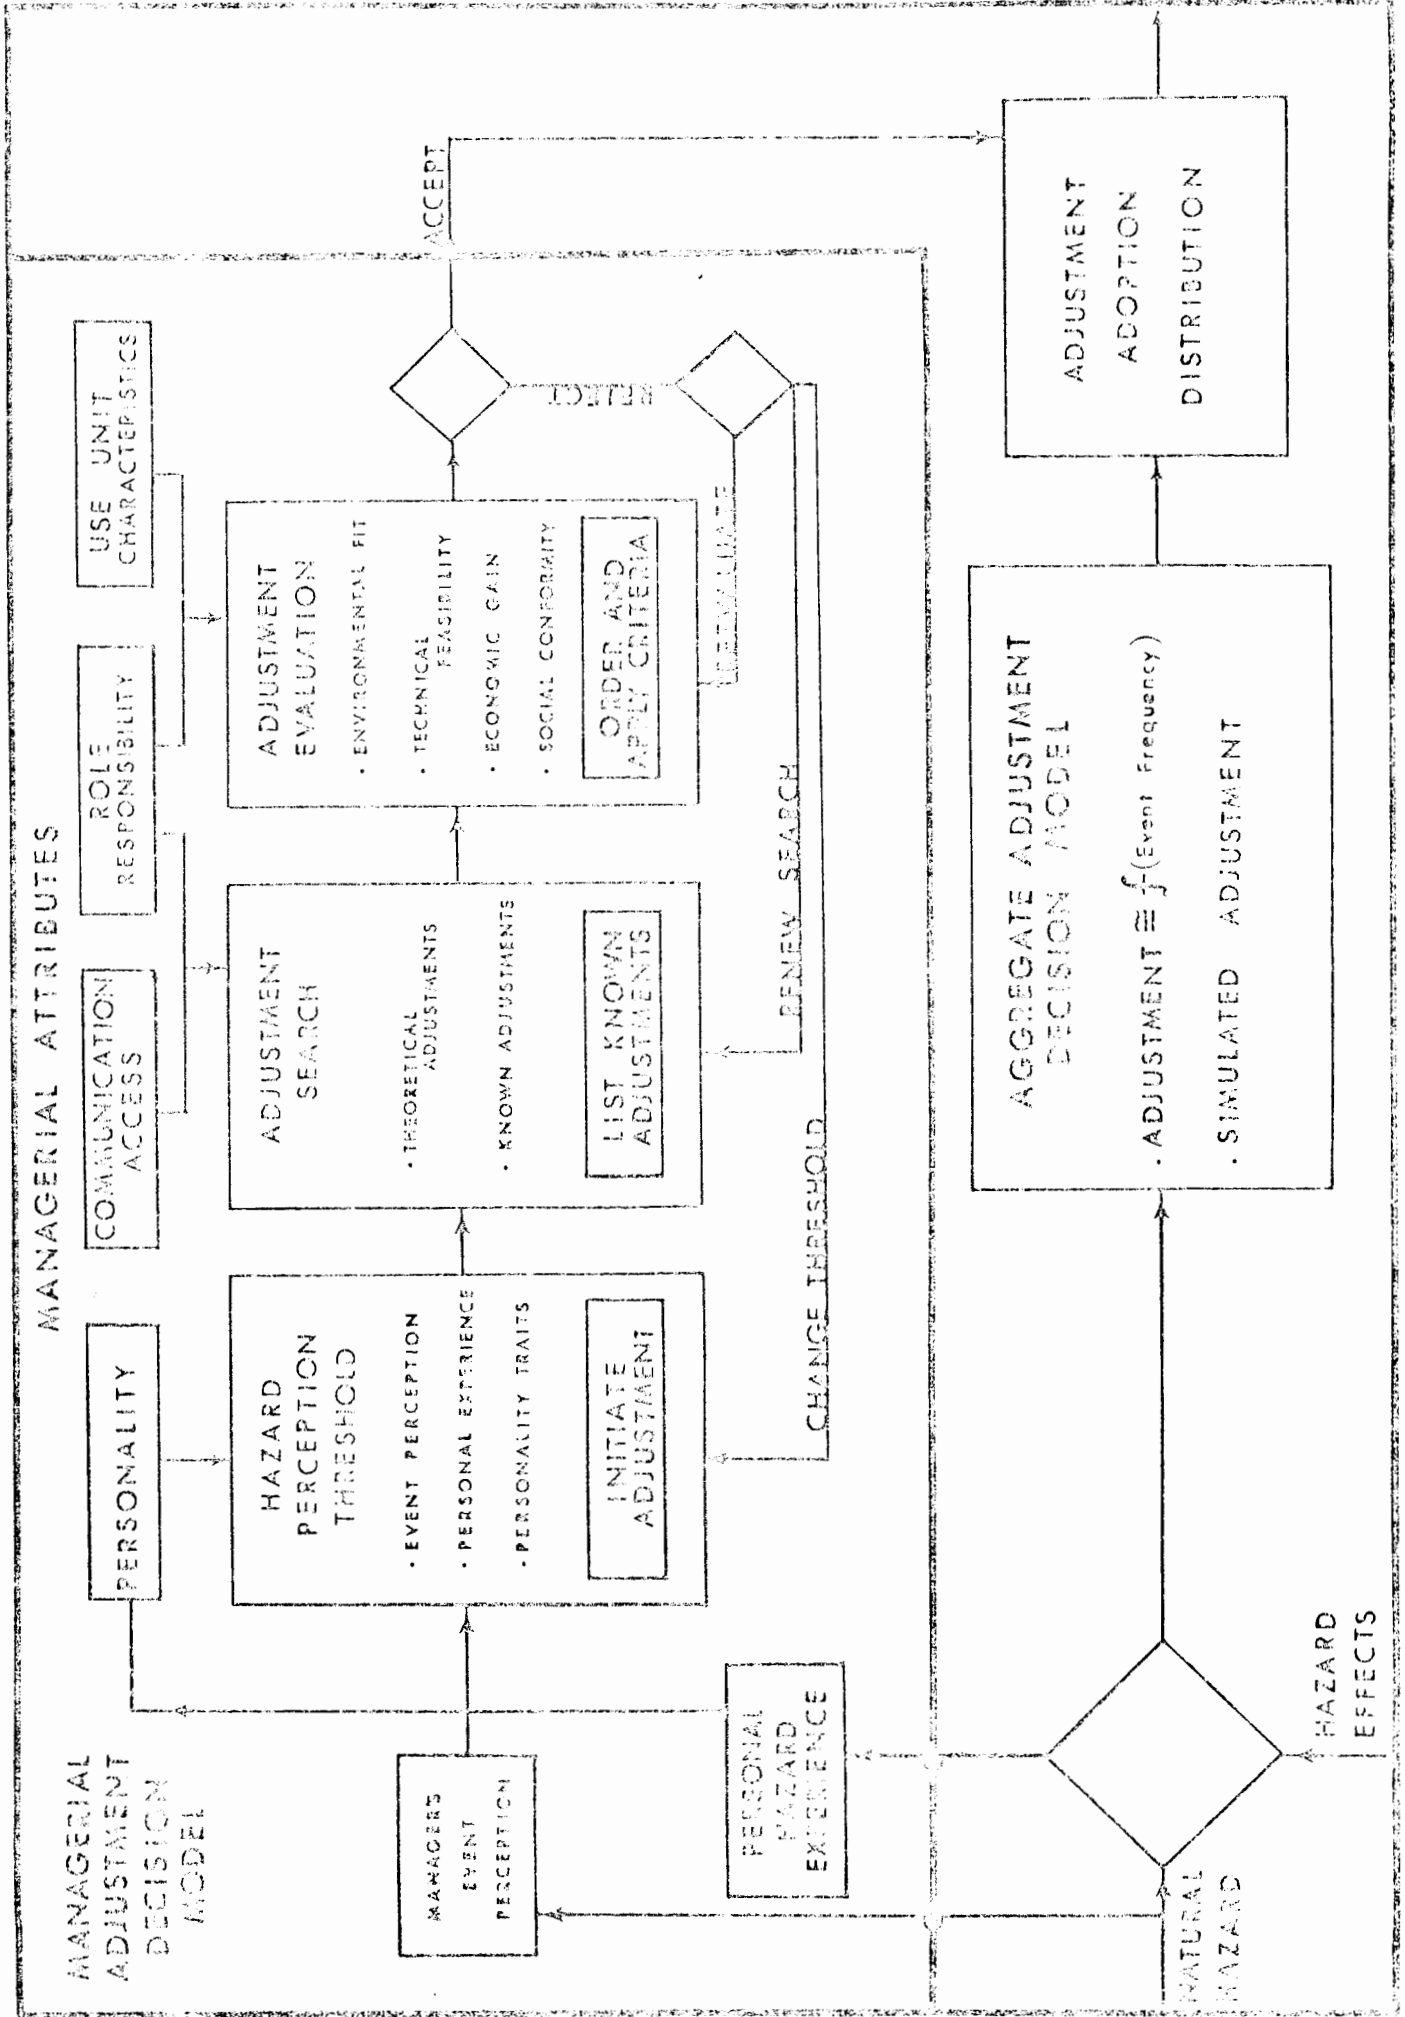 MANAGERIAL
ADJUSTMENT
DECISION
MODEL
MANAGERIAL ATTRIBUTES
PERSONALITY
COMMUNICATION
ACCESS
ROLE
RESPONSIBILITY
USE UNIT
CHARACTERISTICS
MANAGERS
EVENT
PERCEPTION
HAZARD
PERCEPTION
THRESHOLD
· EVENT PERCEPTION
· PERSONAL EXPERIENCE
· PERSONALITY TRAITS
INITIATE
ADJUSTMENT
ADJUSTMENT
SEARCH
· THEORETICAL
ADJUSTMENTS
· KNOWN ADJUSTMENTS
LIST KNOWN
ADJUSTMENTS
ADJUSTMENT
EVALUATION
· ENVIRONMENTAL FIT
· TECHNICAL
FEASIBILITY
· ECONOMIC GAIN
· SOCIAL CONFORMITY
ORDER AND
APPLY CRITERIA
ACCEPT
REJECT
REEVALUATE
RENEW SEARCH
CHANGE THRESHOLD
PERSONAL
HAZARD
EXPERIENCE
NATURAL
HAZARD
HAZARD
EFFECTS
AGGREGATE ADJUSTMENT
DECISION MODEL
· ADJUSTMENT ≅ f (Event Frequency)
· SIMULATED ADJUSTMENT
ADJUSTMENT
ADOPTION
DISTRIBUTION